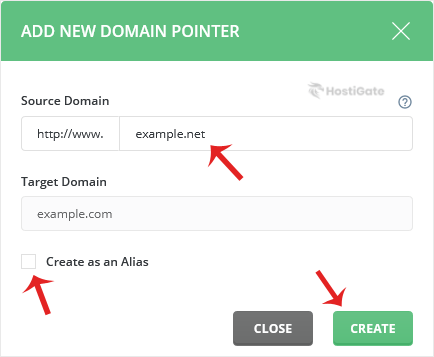 ADD NEW DOMAIN POINTER
HostiGate
Source Domain
?
http://www. example.net
Target Domain
example.com
Create as an Alias
CLOSE CREATE